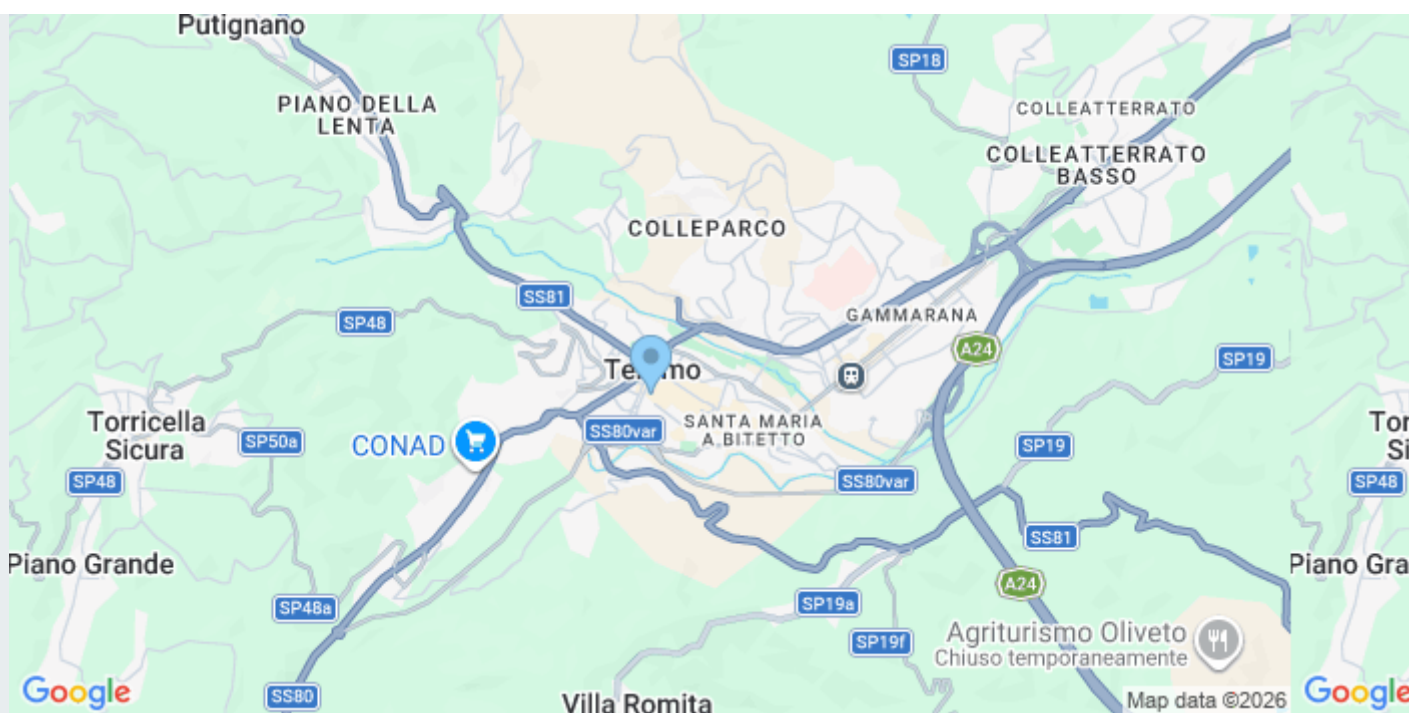 Putignano
SP18
PIANO DELLA
LENTA
COLLEATTERRATO
COLLEATTERRATO
BASSO
COLLEPARCO
SS81
GAMMARANA
SP48
A24
SP19
Torricella
Sicura
SP50a
CONAD
SS80var
SANTA MARIA
A.BITETTO
SP19
SP48
SS80var
SS81
Piano Grande
A24
SP48a
SP19a
SP19f
Agriturismo Oliveto
Chiuso temporaneamente
SS80
Villa Romita
Google
Map data ©2026
SP48
Google